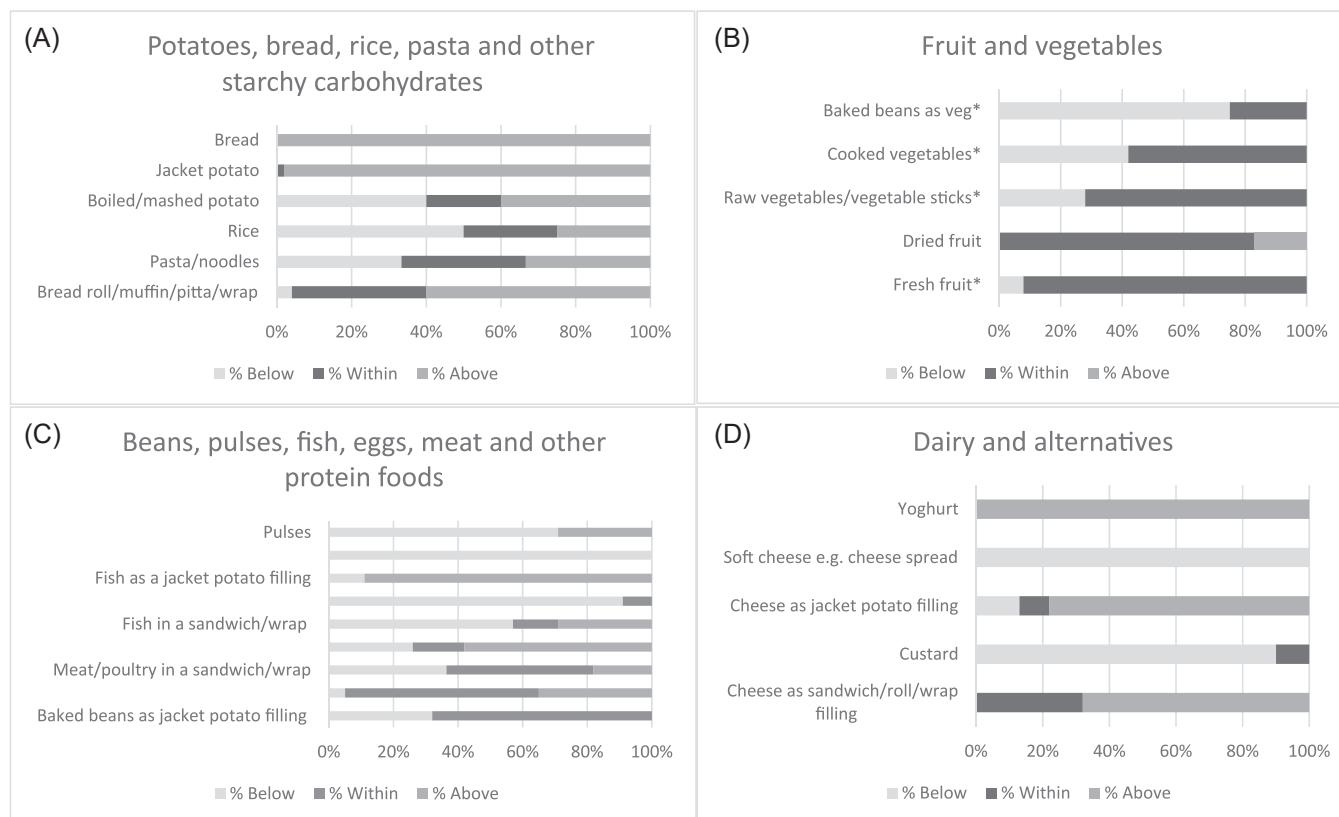 (A)
Potatoes, bread, rice, pasta and other
starchy carbohydrates
Bread
Jacket potato
Boiled/mashed potato
Rice
Pasta/noodles
Bread roll/muffin/pitta/wrap
0% 20% 40% 60% 80% 100%
% Below % Within % Above
(B)
Fruit and vegetables
Baked beans as veg*
Cooked vegetables*
Raw vegetables/vegetable sticks*
Dried fruit
Fresh fruit*
0% 20% 40% 60% 80% 100%
% Below % Within % Above
(C)
Beans, pulses, fish, eggs, meat and other
protein foods
Pulses
Fish as a jacket potato filling
Fish in a sandwich/wrap
Meat/poultry in a sandwich/wrap
Baked beans as jacket potato filling
0% 20% 40% 60% 80% 100%
% Below % Within % Above
(D)
Dairy and alternatives
Yoghurt
Soft cheese e.g. cheese spread
Cheese as jacket potato filling
Custard
Cheese as sandwich/roll/wrap
filling
0% 20% 40% 60% 80% 100%
% Below % Within % Above